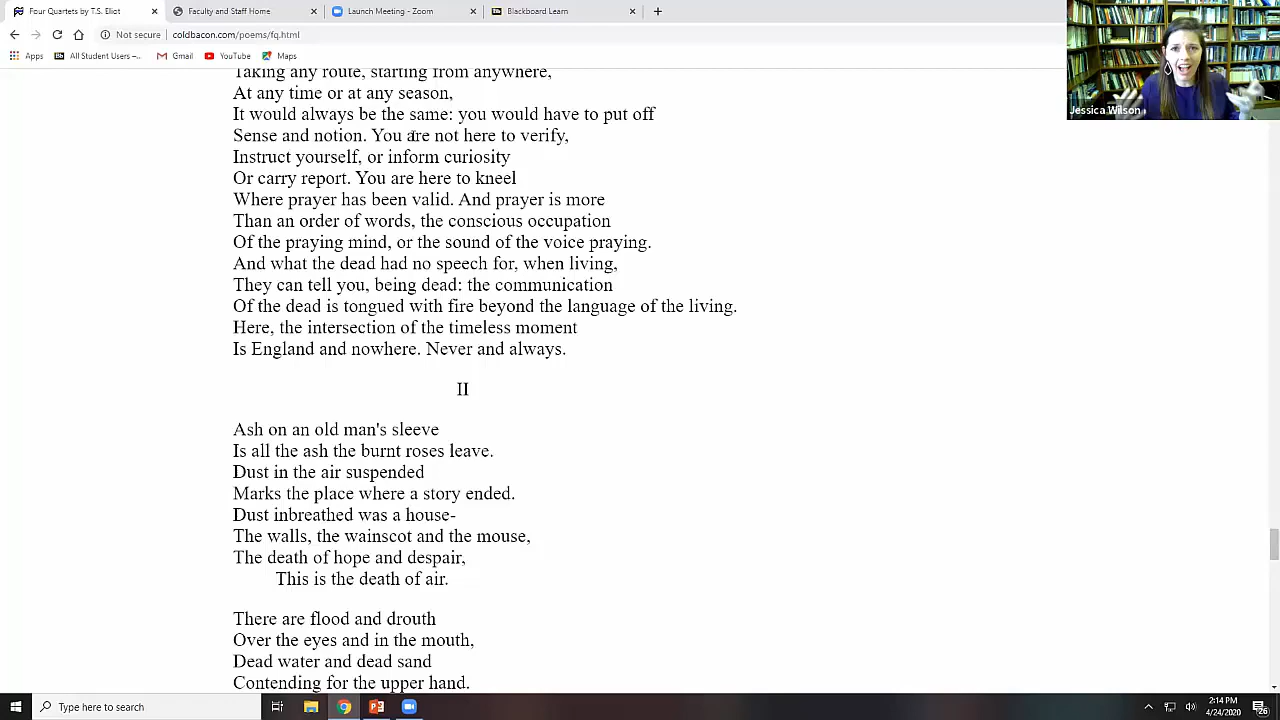 Four Quartets by T.S. Eliot
Faculty and Staff Home
Launch Meeting - Zoom
Blackboard Learn
Not secure
coldbacon.com/poems/fq.html
Apps
Bb
All Student Users –...
Gmail
YouTube
Maps
Taking any route, starting from anywhere,
At any time or at any season,
It would always be the same: you would have to put off
Sense and notion. You are not here to verify,
Instruct yourself, or inform curiosity
Or carry report. You are here to kneel
Where prayer has been valid. And prayer is more
Than an order of words, the conscious occupation
Of the praying mind, or the sound of the voice praying.
And what the dead had no speech for, when living,
They can tell you, being dead: the communication
Of the dead is tongued with fire beyond the language of the living.
Here, the intersection of the timeless moment
Is England and nowhere. Never and always.
II
Ash on an old man's sleeve
Is all the ash the burnt roses leave.
Dust in the air suspended
Marks the place where a story ended.
Dust inbreathed was a house-
The walls, the wainscot and the mouse,
The death of hope and despair,
This is the death of air.
There are flood and drouth
Over the eyes and in the mouth,
Dead water and dead sand
Contending for the upper hand.
Jessica Wilson
Type here to search
2:14 PM
4/24/2020
26